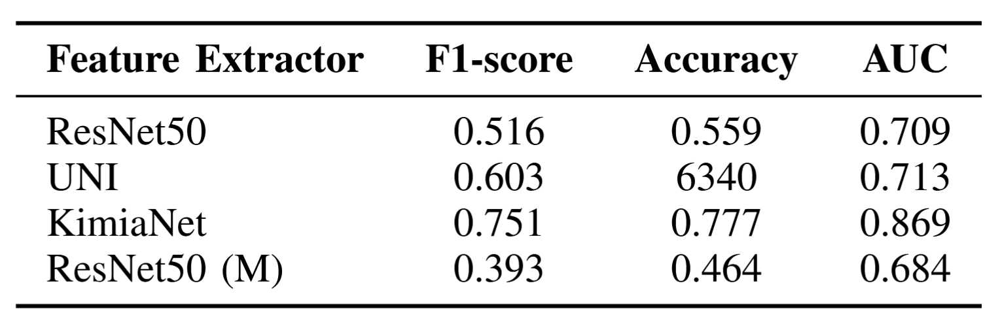 Feature Extractor F1-score Accuracy AUC
ResNet50 0.516 0.559 0.709
UNI 0.603 6340 0.713
KimiaNet 0.751 0.777 0.869
ResNet50 (M) 0.393 0.464 0.684